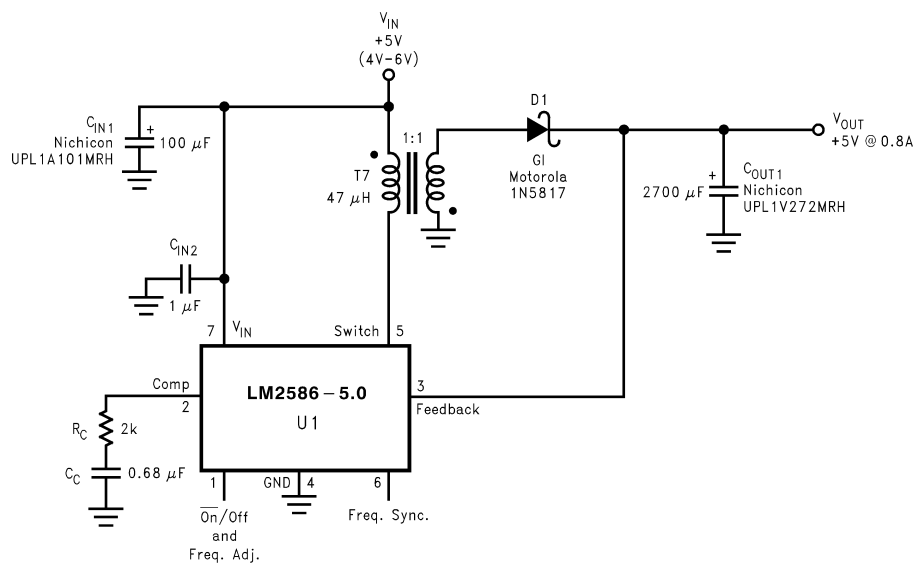 V_IN
+5V
(4V-6V)
C_IN1
Nichicon
UPL1A101MRH
+
100 μF
1:1
T7
47 μH
D1
GI
Motorola
1N5817
V_OUT
+5V @ 0.8A
+
2700 μF
C_OUT1
Nichicon
UPL1V272MRH
C_IN2
1 μF
7
V_IN
Switch
5
Comp
2
LM2586-5.0
U1
3
Feedback
R_C
2k
C_C
0.68 μF
1
GND
4
6
O̅n̅/Off
and
Freq. Adj.
Freq. Sync.